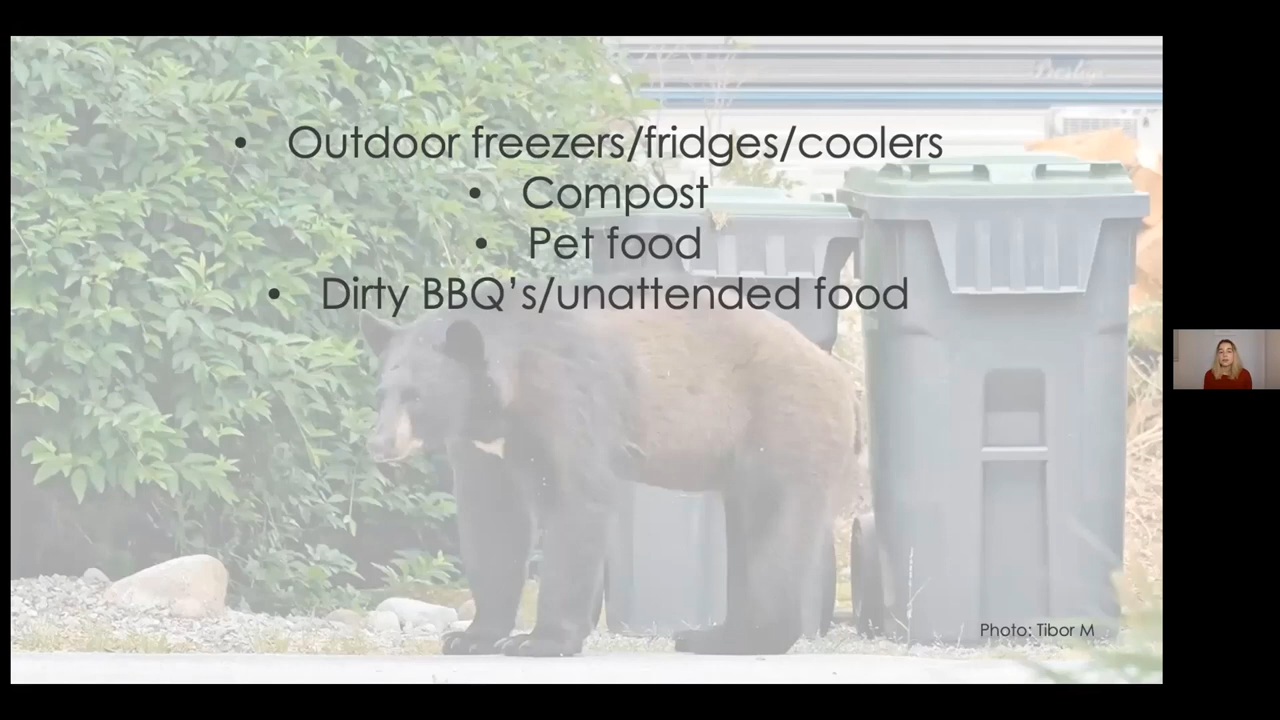 • Outdoor freezers/fridges/coolers
• Compost
• Pet food
• Dirty BBQ’s/unattended food
Photo: Tibor M